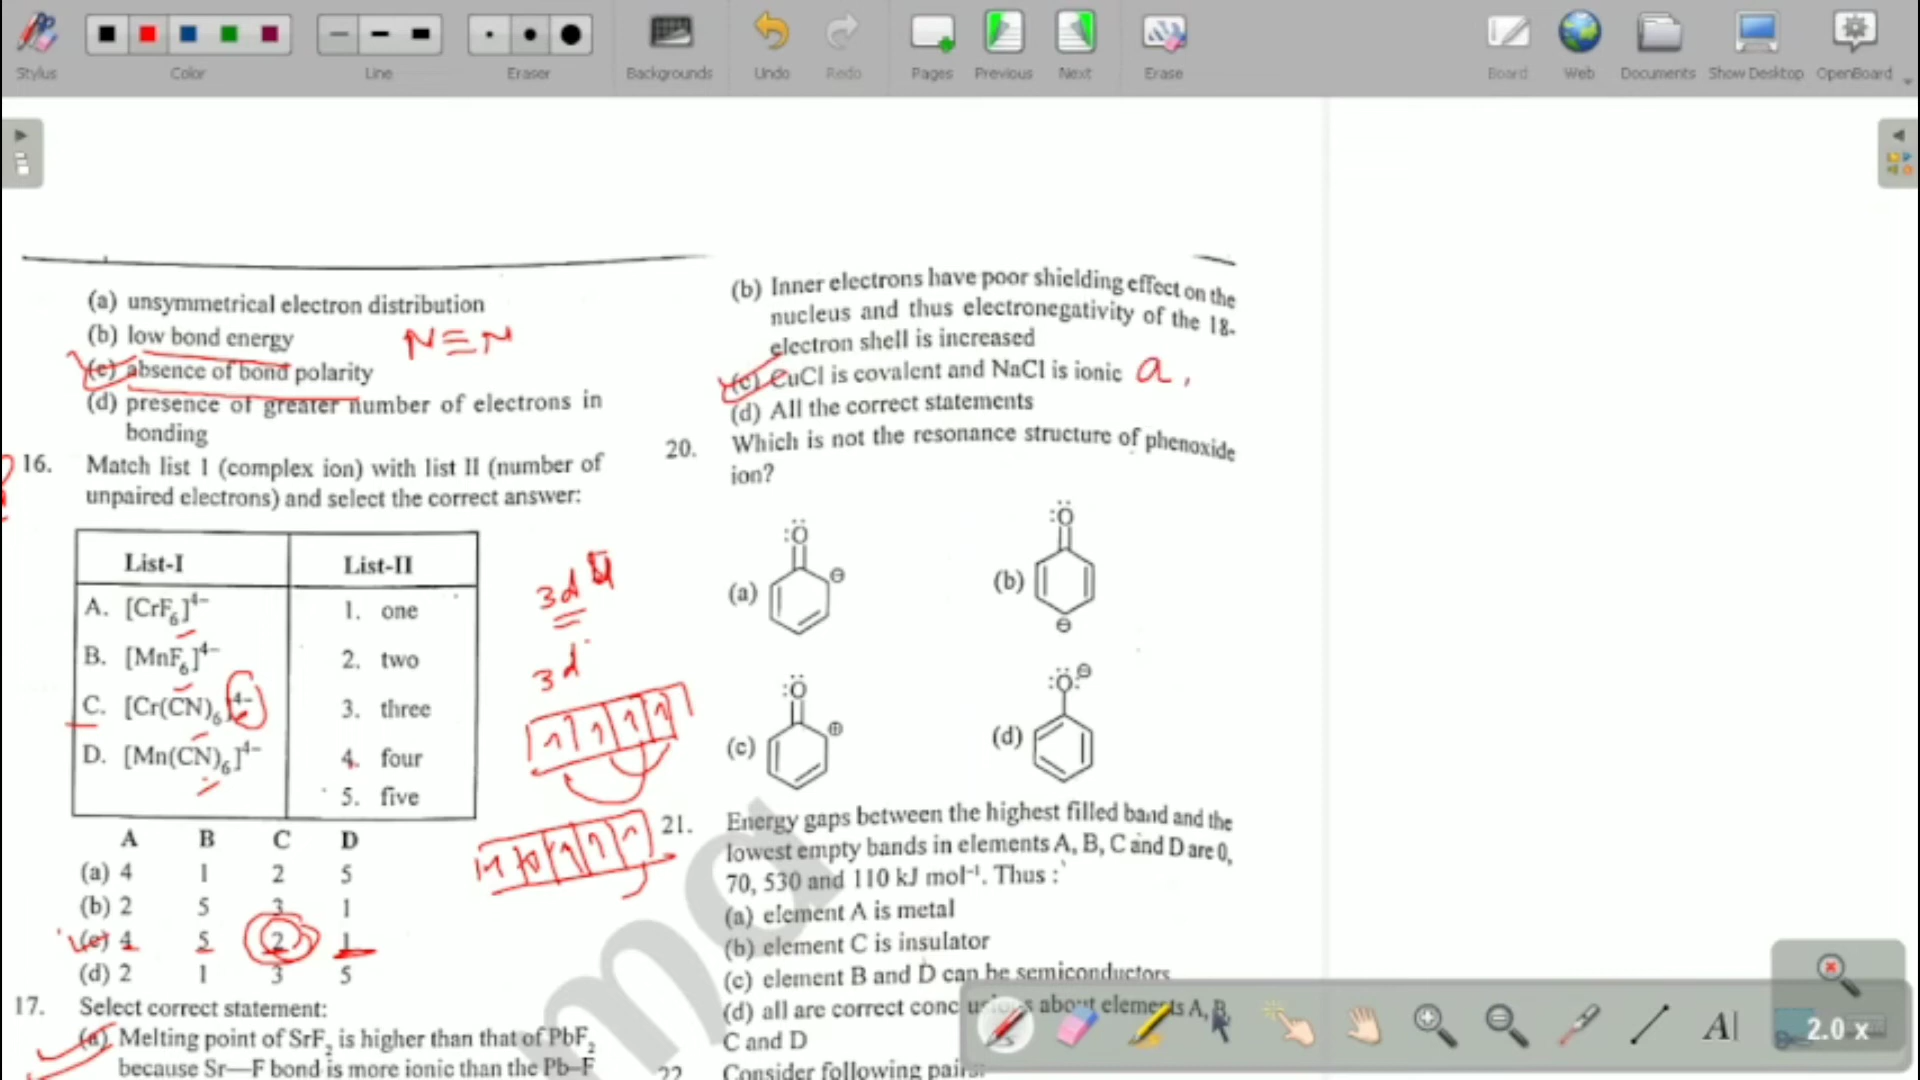 Stylus Color Line Eraser Backgrounds Undo Redo Pages Previous Next Erase Board Web Documents Show Desktop OpenBoard
(a) unsymmetrical electron distribution
(b) low bond energy
N≡N
(c) absence of bond polarity
(d) presence of greater number of electrons in
bonding
16. Match list 1 (complex ion) with list II (number of
unpaired electrons) and select the correct answer:
List-I List-II
A. [CrF6]4– 1. one
B. [MnF6]4– 2. two
C. [Cr(CN)6]4– 3. three
D. [Mn(CN)6]4– 4. four
5. five
3d4
3d
A B C D
(a) 4 1 2 5
(b) 2 5 3 1
(c) 4 5 2 1
(d) 2 1 3 5
17. Select correct statement:
(a) Melting point of SrF2 is higher than that of PbF2
because Sr—F bond is more ionic than the Pb–F
(b) Inner electrons have poor shielding effect on the
nucleus and thus electronegativity of the 18-
electron shell is increased
(c) CuCl is covalent and NaCl is ionic a,
(d) All the correct statements
20. Which is not the resonance structure of phenoxide
ion?
:Ö ⊖
(a)
:Ö
(b)
⊖
:Ö ⊕
(c)
:Ö:⊖
(d)
21. Energy gaps between the highest filled band and the
lowest empty bands in elements A, B, C and D are 0,
70, 530 and 110 kJ mol–1. Thus :
(a) element A is metal
(b) element C is insulator
(c) element B and D can be semiconductors
(d) all are correct conc us about elements A, B,
C and D
22 Consider following pairs:
ma
A|
2.0 x